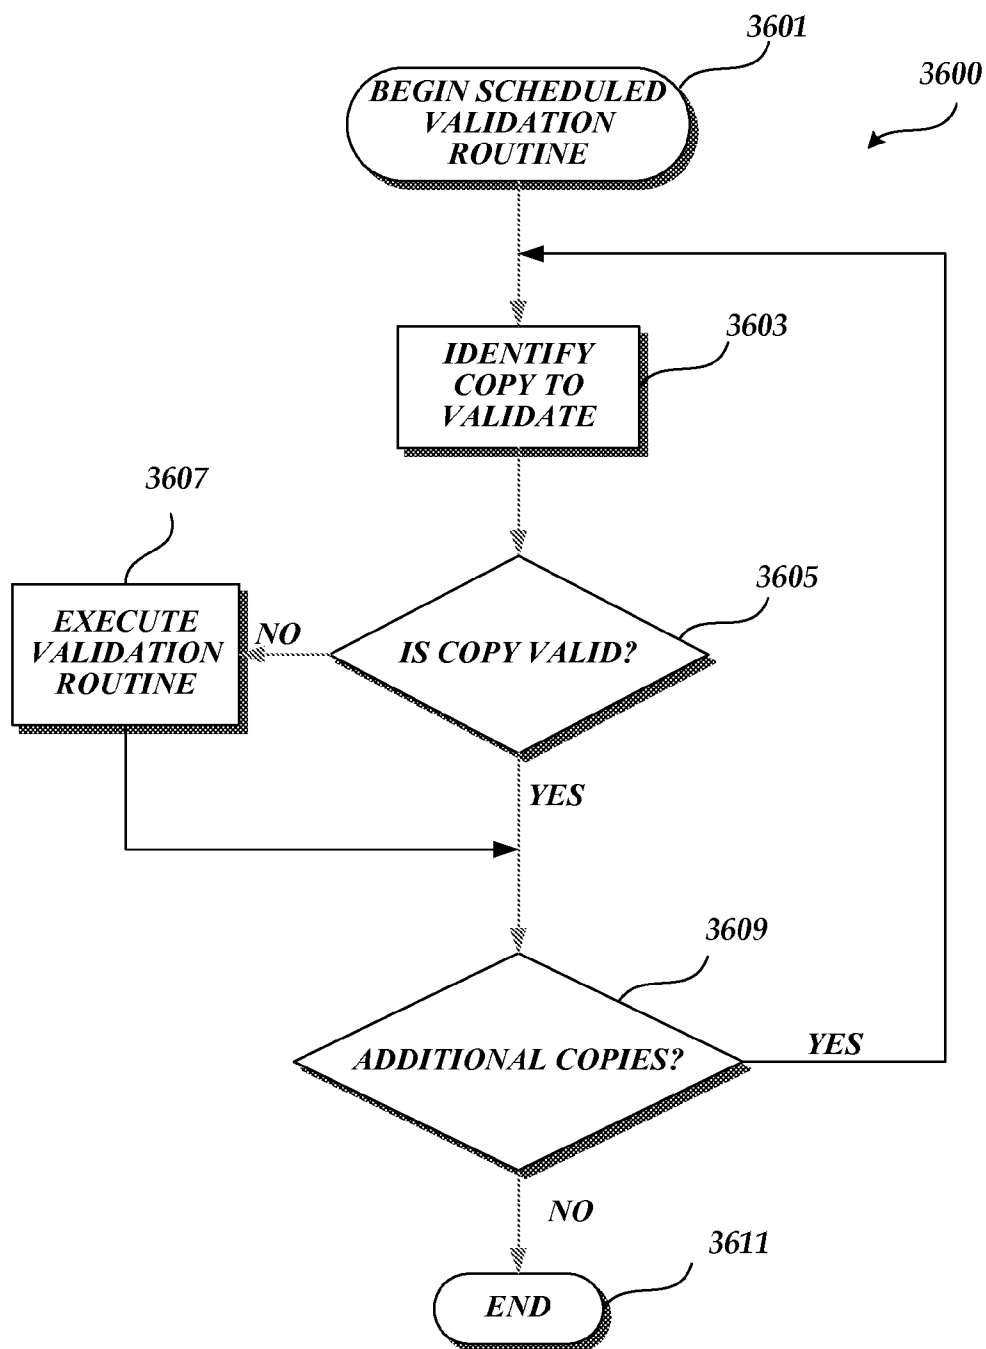 3601
3600
BEGIN SCHEDULED
VALIDATION
ROUTINE
3603
IDENTIFY
COPY TO
VALIDATE
3607
3605
EXECUTE
VALIDATION
ROUTINE
NO
IS COPY VALID?
YES
3609
ADDITIONAL COPIES?
YES
NO
3611
END